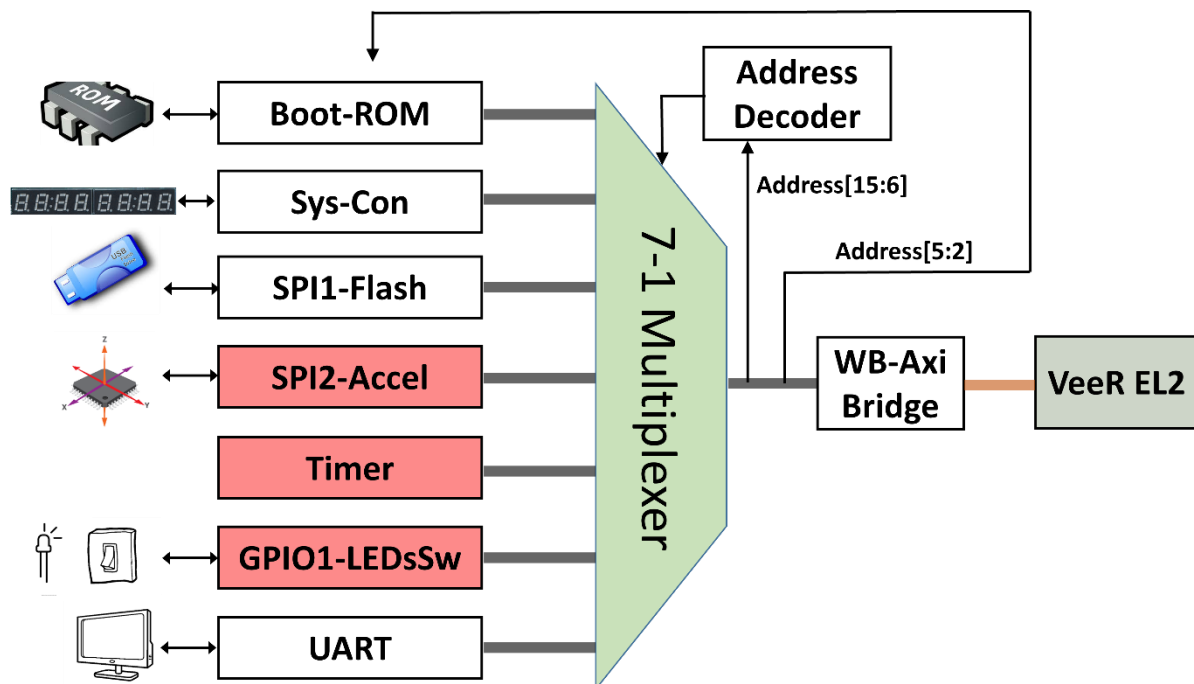 ROM
Boot-ROM
Sys-Con
USB
SPI1-Flash
Z
X
Y
SPI2-Accel
Timer
GPIO1-LEDsSw
UART
7-1 Multiplexer
Address
Decoder
Address[15:6]
Address[5:2]
WB-Axi
Bridge
VeeR EL2